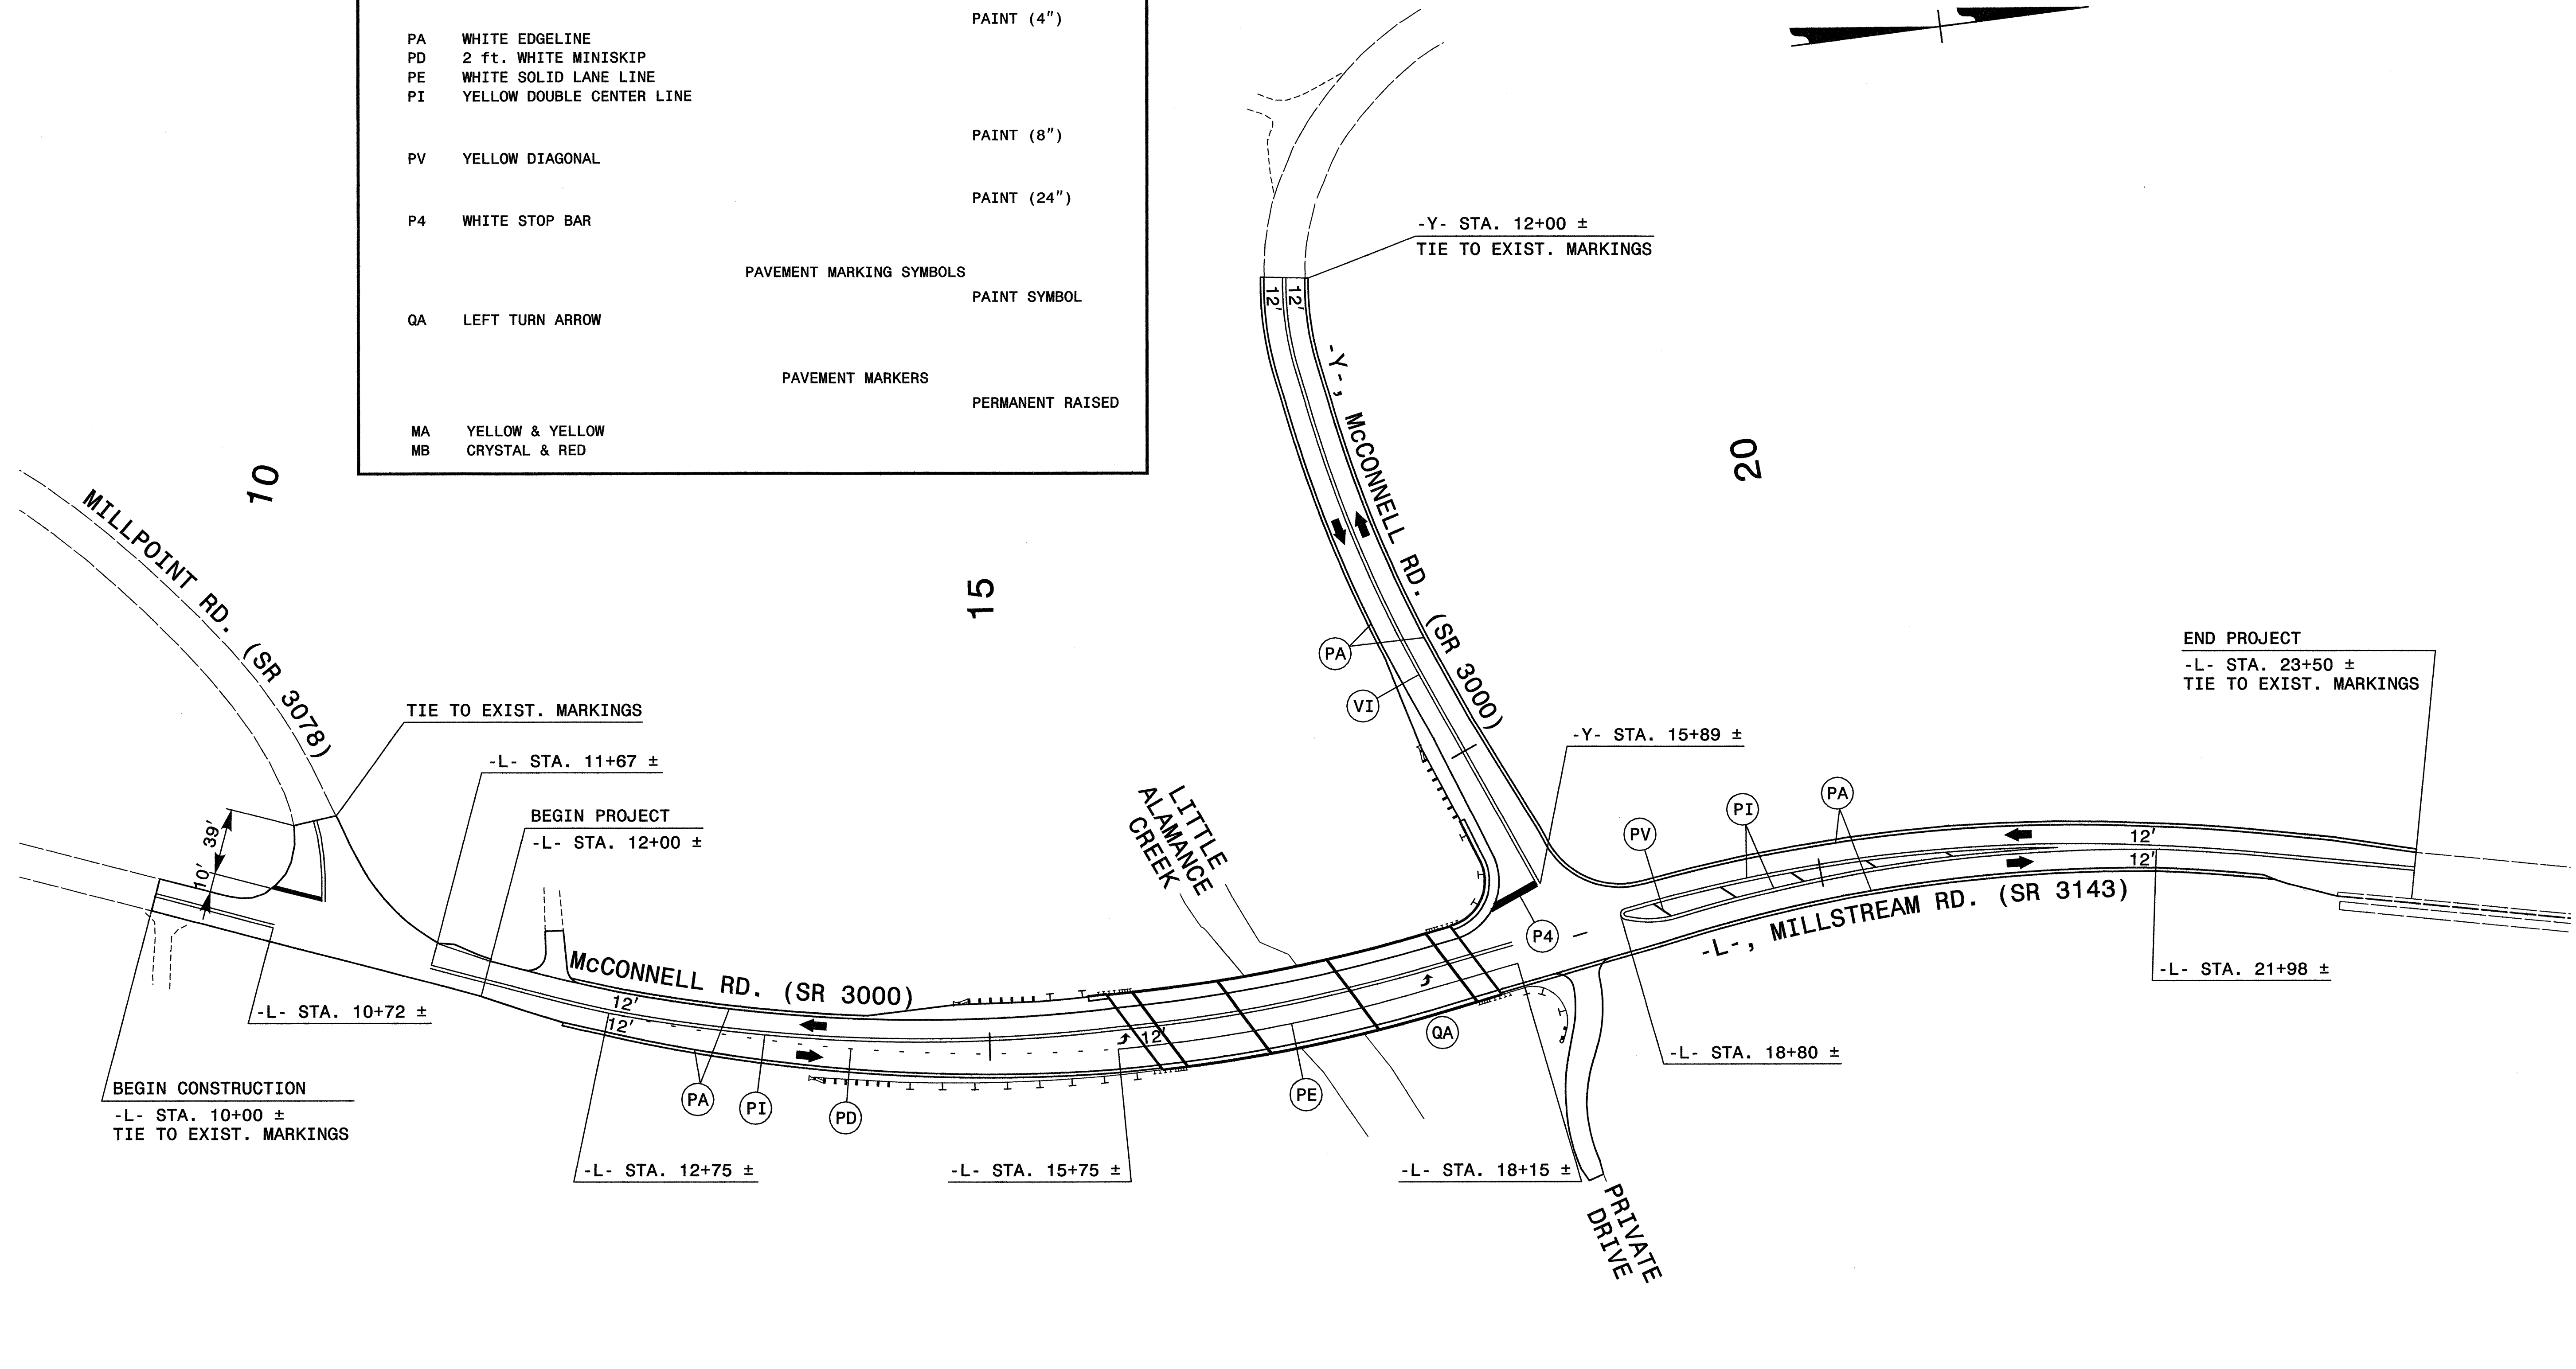 PAINT (4")
PA WHITE EDGELINE
PD 2 ft. WHITE MINISKIP
PE WHITE SOLID LANE LINE
PI YELLOW DOUBLE CENTER LINE
PAINT (8")
PV YELLOW DIAGONAL
PAINT (24")
P4 WHITE STOP BAR
PAVEMENT MARKING SYMBOLS
PAINT SYMBOL
QA LEFT TURN ARROW
PAVEMENT MARKERS
PERMANENT RAISED
MA YELLOW & YELLOW
MB CRYSTAL & RED
-Y- STA. 12+00 ±
TIE TO EXIST. MARKINGS
12'
12'
-Y-, McCONNELL RD. (SR 3000)
10
15
20
MILLPOINT RD. (SR 3078)
TIE TO EXIST. MARKINGS
-L- STA. 11+67 ±
BEGIN PROJECT
-L- STA. 12+00 ±
39'
10'
PA
VI
-Y- STA. 15+89 ±
END PROJECT
-L- STA. 23+50 ±
TIE TO EXIST. MARKINGS
LITTLE
ALAMANCE
CREEK
PV
PI
PA
12'
12'
P4
-L-, MILLSTREAM RD. (SR 3143)
McCONNELL RD. (SR 3000)
12'
12'
12'
-L- STA. 10+72 ±
-L- STA. 21+98 ±
-L- STA. 18+80 ±
BEGIN CONSTRUCTION
-L- STA. 10+00 ±
TIE TO EXIST. MARKINGS
PA
PI
PD
PE
QA
-L- STA. 12+75 ±
-L- STA. 15+75 ±
-L- STA. 18+15 ±
PRIVATE
DRIVE